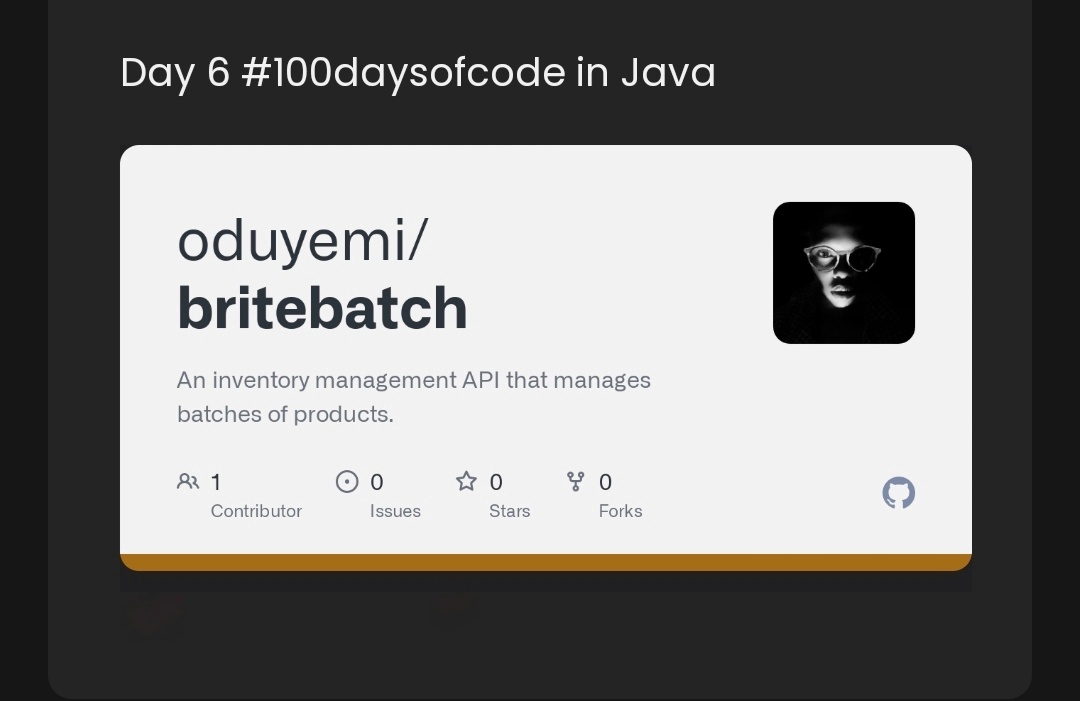 Day 6 #100daysofcode in Java
oduyemi/
britebatch
An inventory management API that manages
batches of products.
1 0 0 0
Contributor Issues Stars Forks